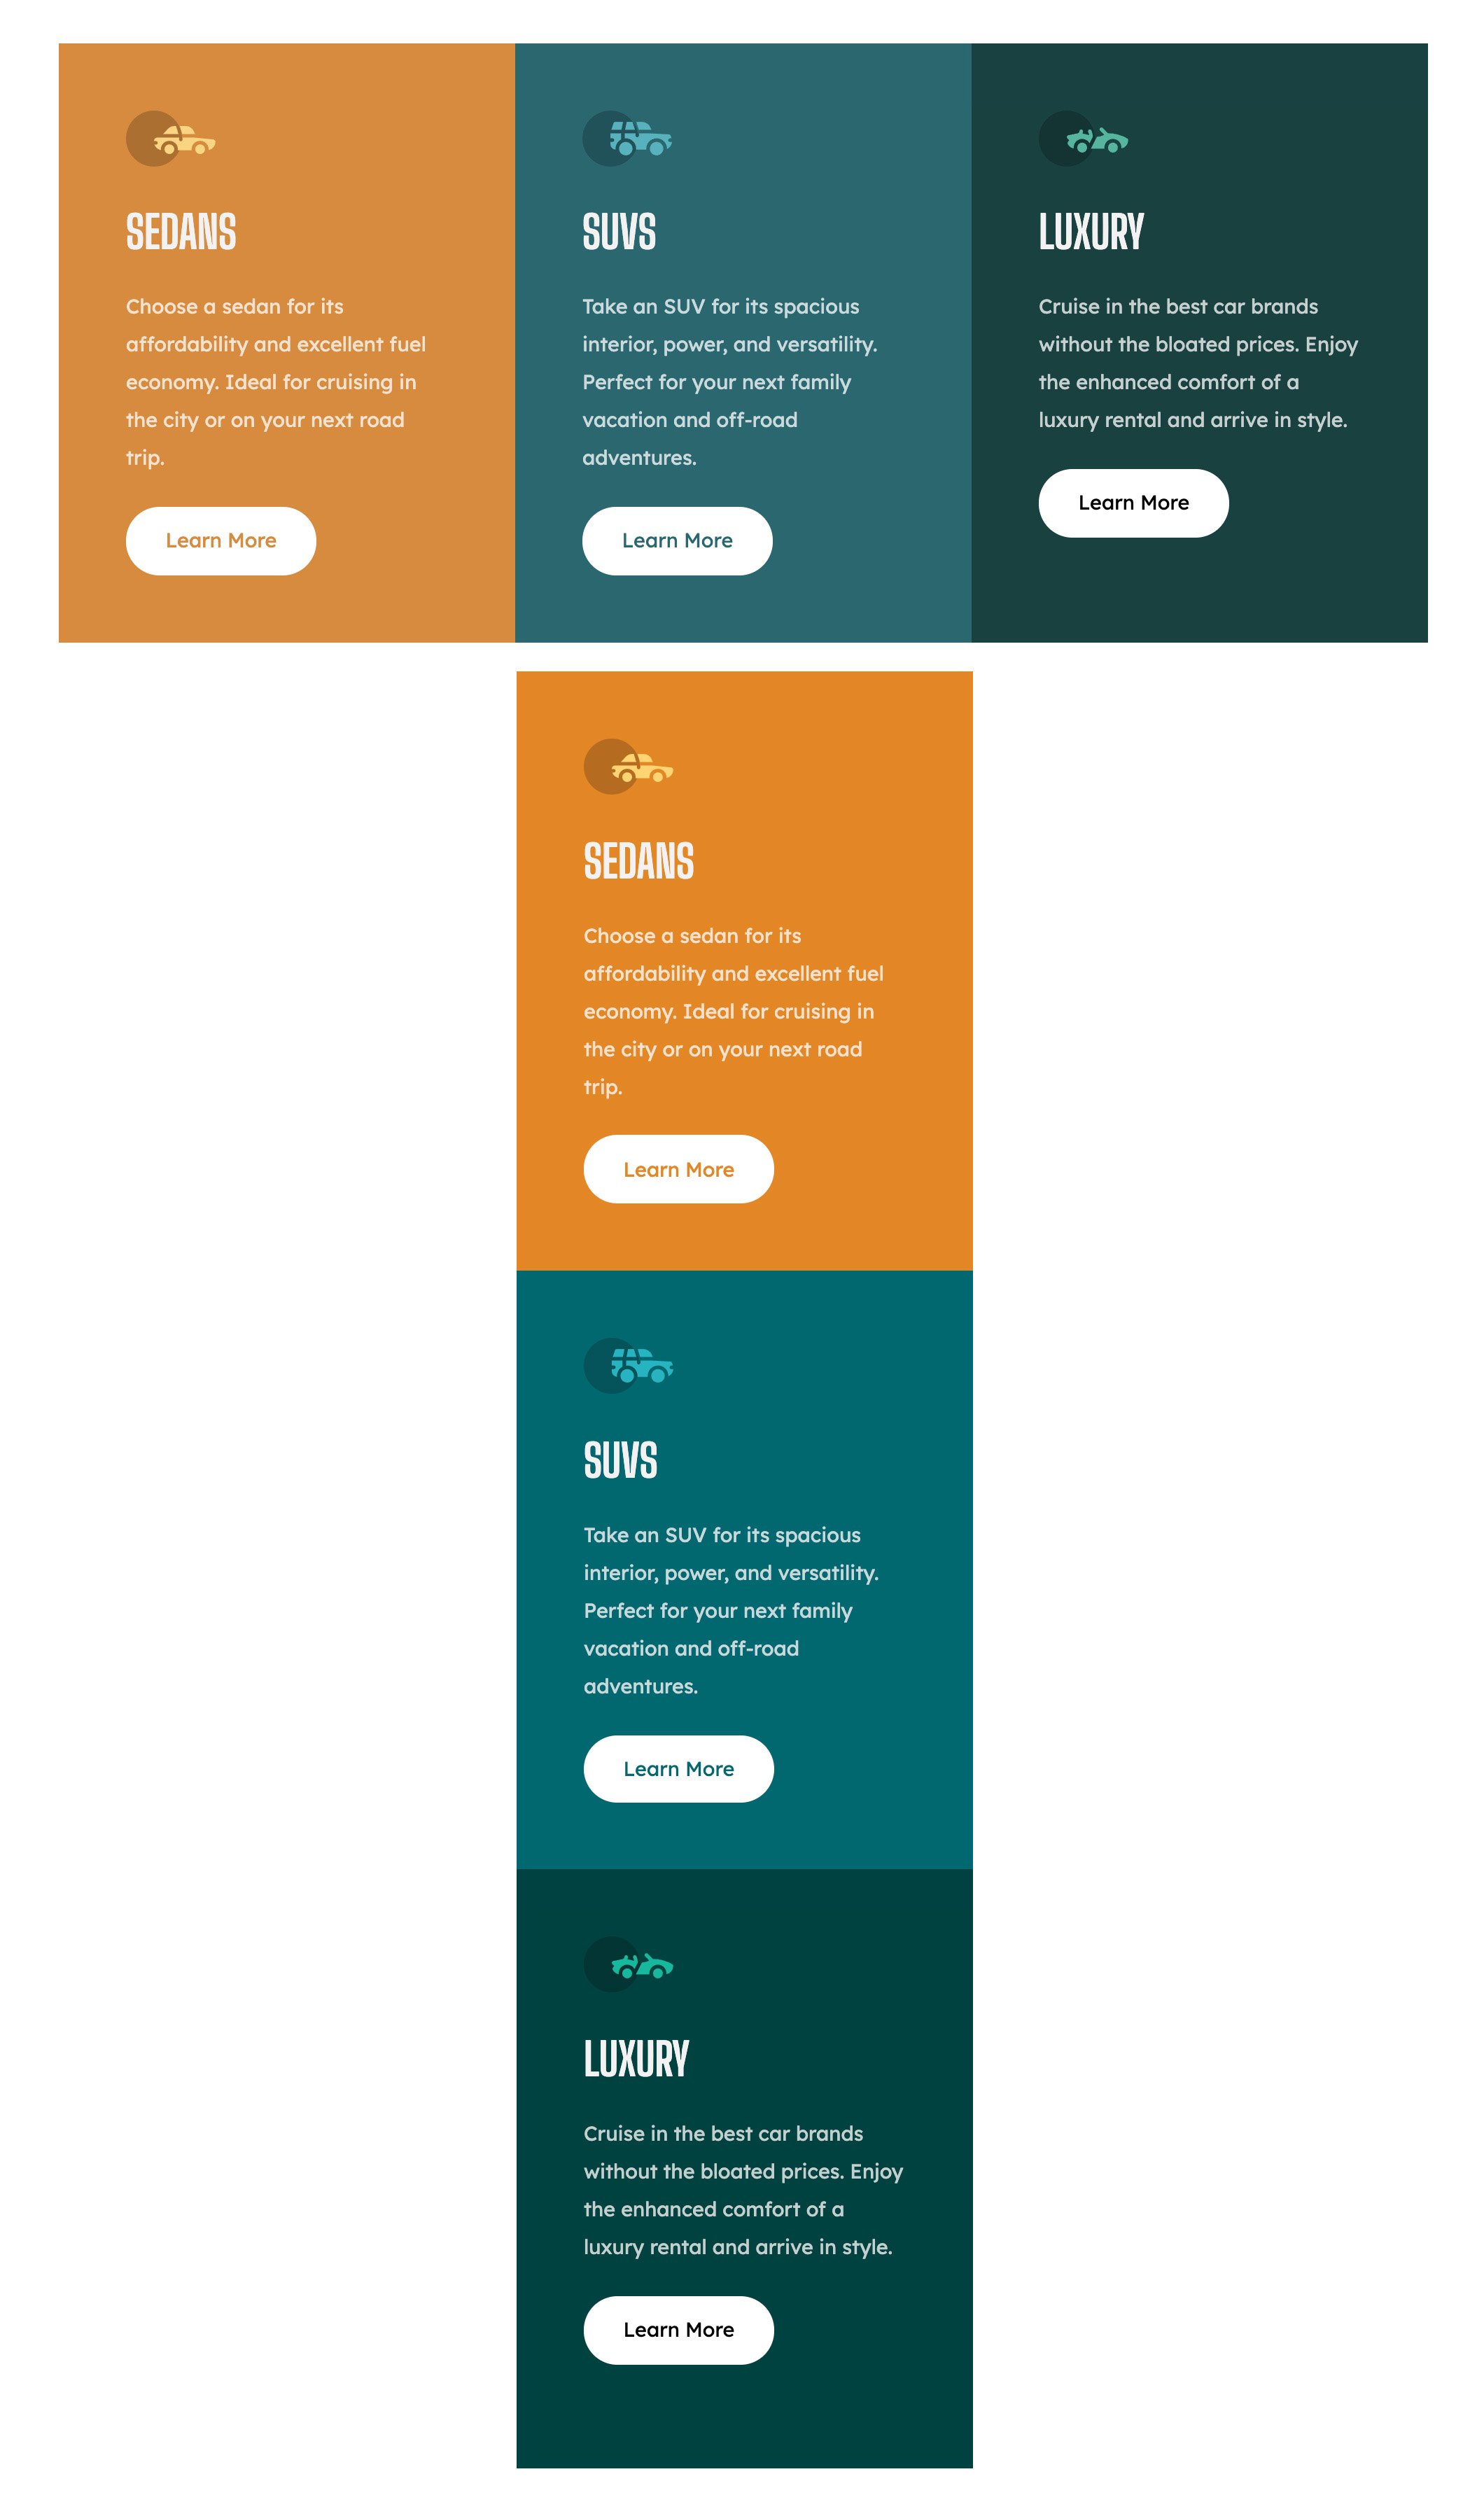 SEDANS
Choose a sedan for its
affordability and excellent fuel
economy. Ideal for cruising in
the city or on your next road
trip.
Learn More
SUVS
Take an SUV for its spacious
interior, power, and versatility.
Perfect for your next family
vacation and off-road
adventures.
Learn More
LUXURY
Cruise in the best car brands
without the bloated prices. Enjoy
the enhanced comfort of a
luxury rental and arrive in style.
Learn More
SEDANS
Choose a sedan for its
affordability and excellent fuel
economy. Ideal for cruising in
the city or on your next road
trip.
Learn More
SUVS
Take an SUV for its spacious
interior, power, and versatility.
Perfect for your next family
vacation and off-road
adventures.
Learn More
LUXURY
Cruise in the best car brands
without the bloated prices. Enjoy
the enhanced comfort of a
luxury rental and arrive in style.
Learn More